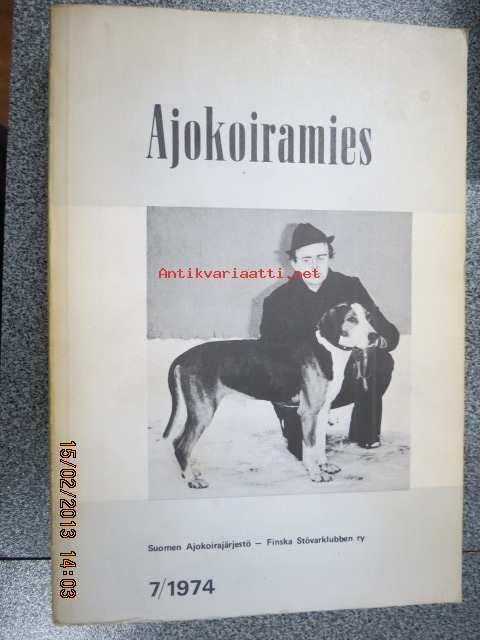 Ajokoiramies
Antikvariaatti.net
Suomen Ajokoirajärjestö – Finska Stövarklubben ry
7/1974
15/02/2013 14:03